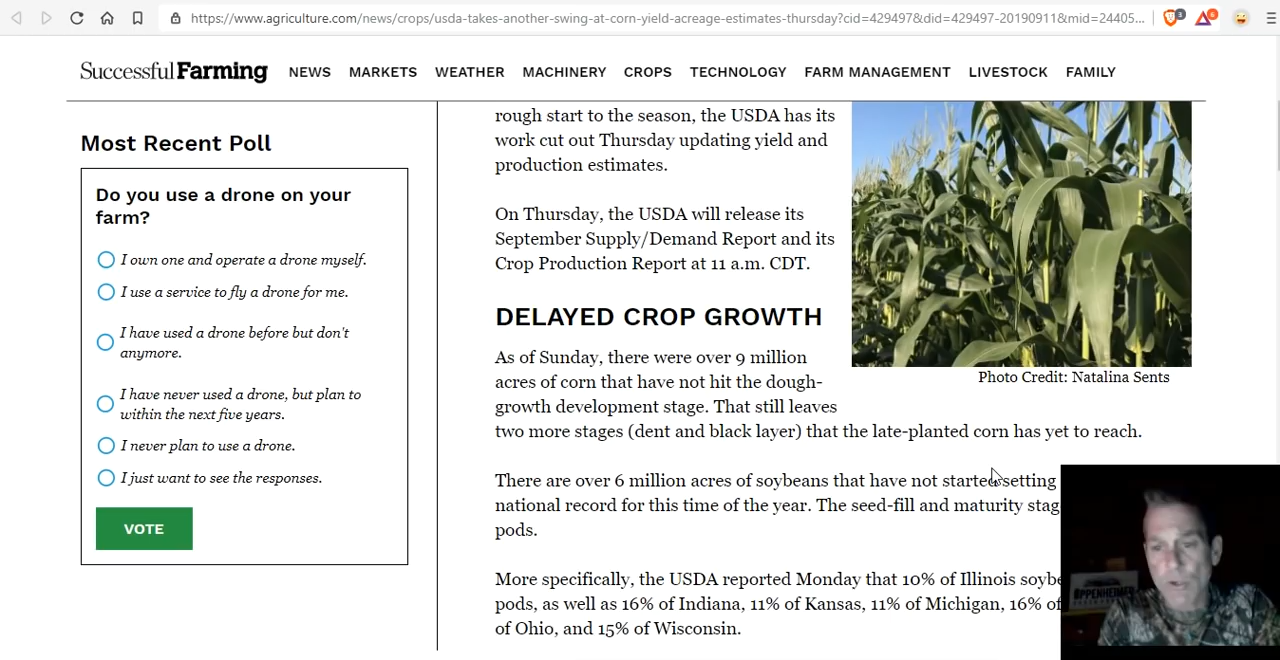 https://www.agriculture.com/news/crops/usda-takes-another-swing-at-corn-yield-acreage-estimates-thursday?cid=429497&did=429497-20190911&mid=24405...
3
6
Successful Farming
NEWS MARKETS WEATHER MACHINERY CROPS TECHNOLOGY FARM MANAGEMENT LIVESTOCK FAMILY
Most Recent Poll
Do you use a drone on your
farm?
I own one and operate a drone myself.
I use a service to fly a drone for me.
I have used a drone before but don't
anymore.
I have never used a drone, but plan to
within the next five years.
I never plan to use a drone.
I just want to see the responses.
VOTE
rough start to the season, the USDA has its
work cut out Thursday updating yield and
production estimates.
On Thursday, the USDA will release its
September Supply/Demand Report and its
Crop Production Report at 11 a.m. CDT.
DELAYED CROP GROWTH
As of Sunday, there were over 9 million
acres of corn that have not hit the dough-
growth development stage. That still leaves
two more stages (dent and black layer) that the late-planted corn has yet to reach.
Photo Credit: Natalina Sents
There are over 6 million acres of soybeans that have not started setting
national record for this time of the year. The seed-fill and maturity stag
pods.
More specifically, the USDA reported Monday that 10% of Illinois soybe
pods, as well as 16% of Indiana, 11% of Kansas, 11% of Michigan, 16% of
of Ohio, and 15% of Wisconsin.